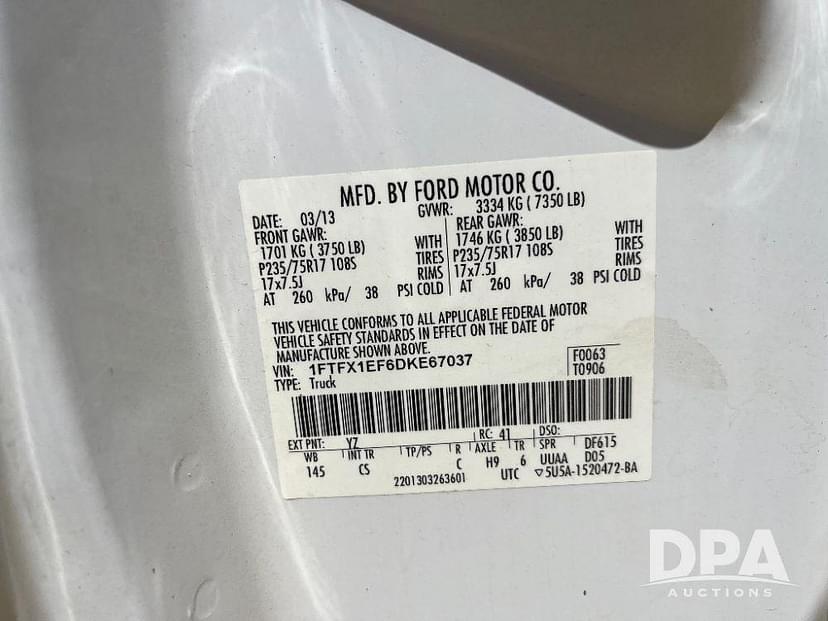 MFD. BY FORD MOTOR CO.
DATE: 03/13 GVWR: 3334 KG ( 7350 LB)
FRONT GAWR: REAR GAWR:
1701 KG ( 3750 LB) WITH 1746 KG ( 3850 LB) WITH
P235/75R17 108S TIRES P235/75R17 108S TIRES
17x7.5J RIMS 17x7.5J RIMS
AT 260 kPa/ 38 PSI COLD AT 260 kPa/ 38 PSI COLD
THIS VEHICLE CONFORMS TO ALL APPLICABLE FEDERAL MOTOR
VEHICLE SAFETY STANDARDS IN EFFECT ON THE DATE OF
MANUFACTURE SHOWN ABOVE.
VIN: 1FTFX1EF6DKE67037 F0063
TYPE: Truck T0906
EXT PNT: YZ RC: 41 DSO:
WB INT TR TP/PS R AXLE TR SPR DF615
145 CS C H9 6 UUAA D05
2201303263601 UTC ▽5U5A-1520472-BA
DPA
AUCTIONS